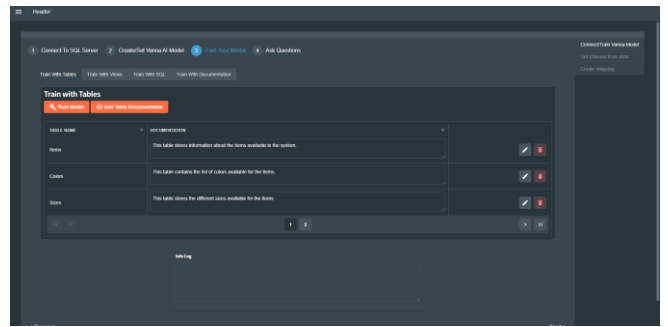 Header
1 Connect To SQL Server 2 Create/Set Vanna AI Model 3 Train Your Model 4 Ask Questions
Train With Tables Train With Views Train With SQL Train With Documentation
Train with Tables
Train Model Add Table Documentation
TABLE NAME DOCUMENTATION
Items This table stores information about the items available in the system.
Colors This table contains the list of colors available for the items.
Sizes This table stores the different sizes available for the items.
1 2
Info Log
Connect/Train Vanna Model
Get Classes from
Create mapping